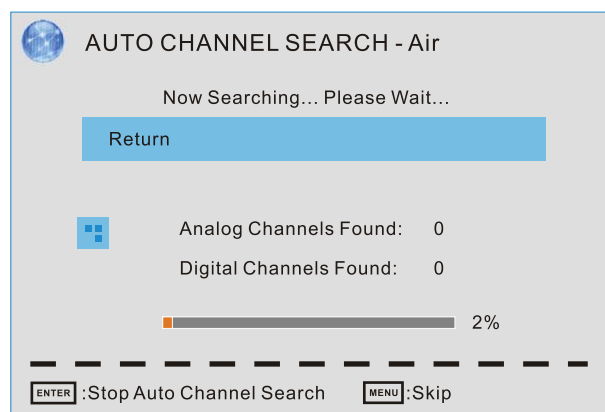 AUTO CHANNEL SEARCH - Air
Now Searching... Please Wait...
Return
Analog Channels Found: 0
Digital Channels Found: 0
2%
ENTER :Stop Auto Channel Search MENU :Skip